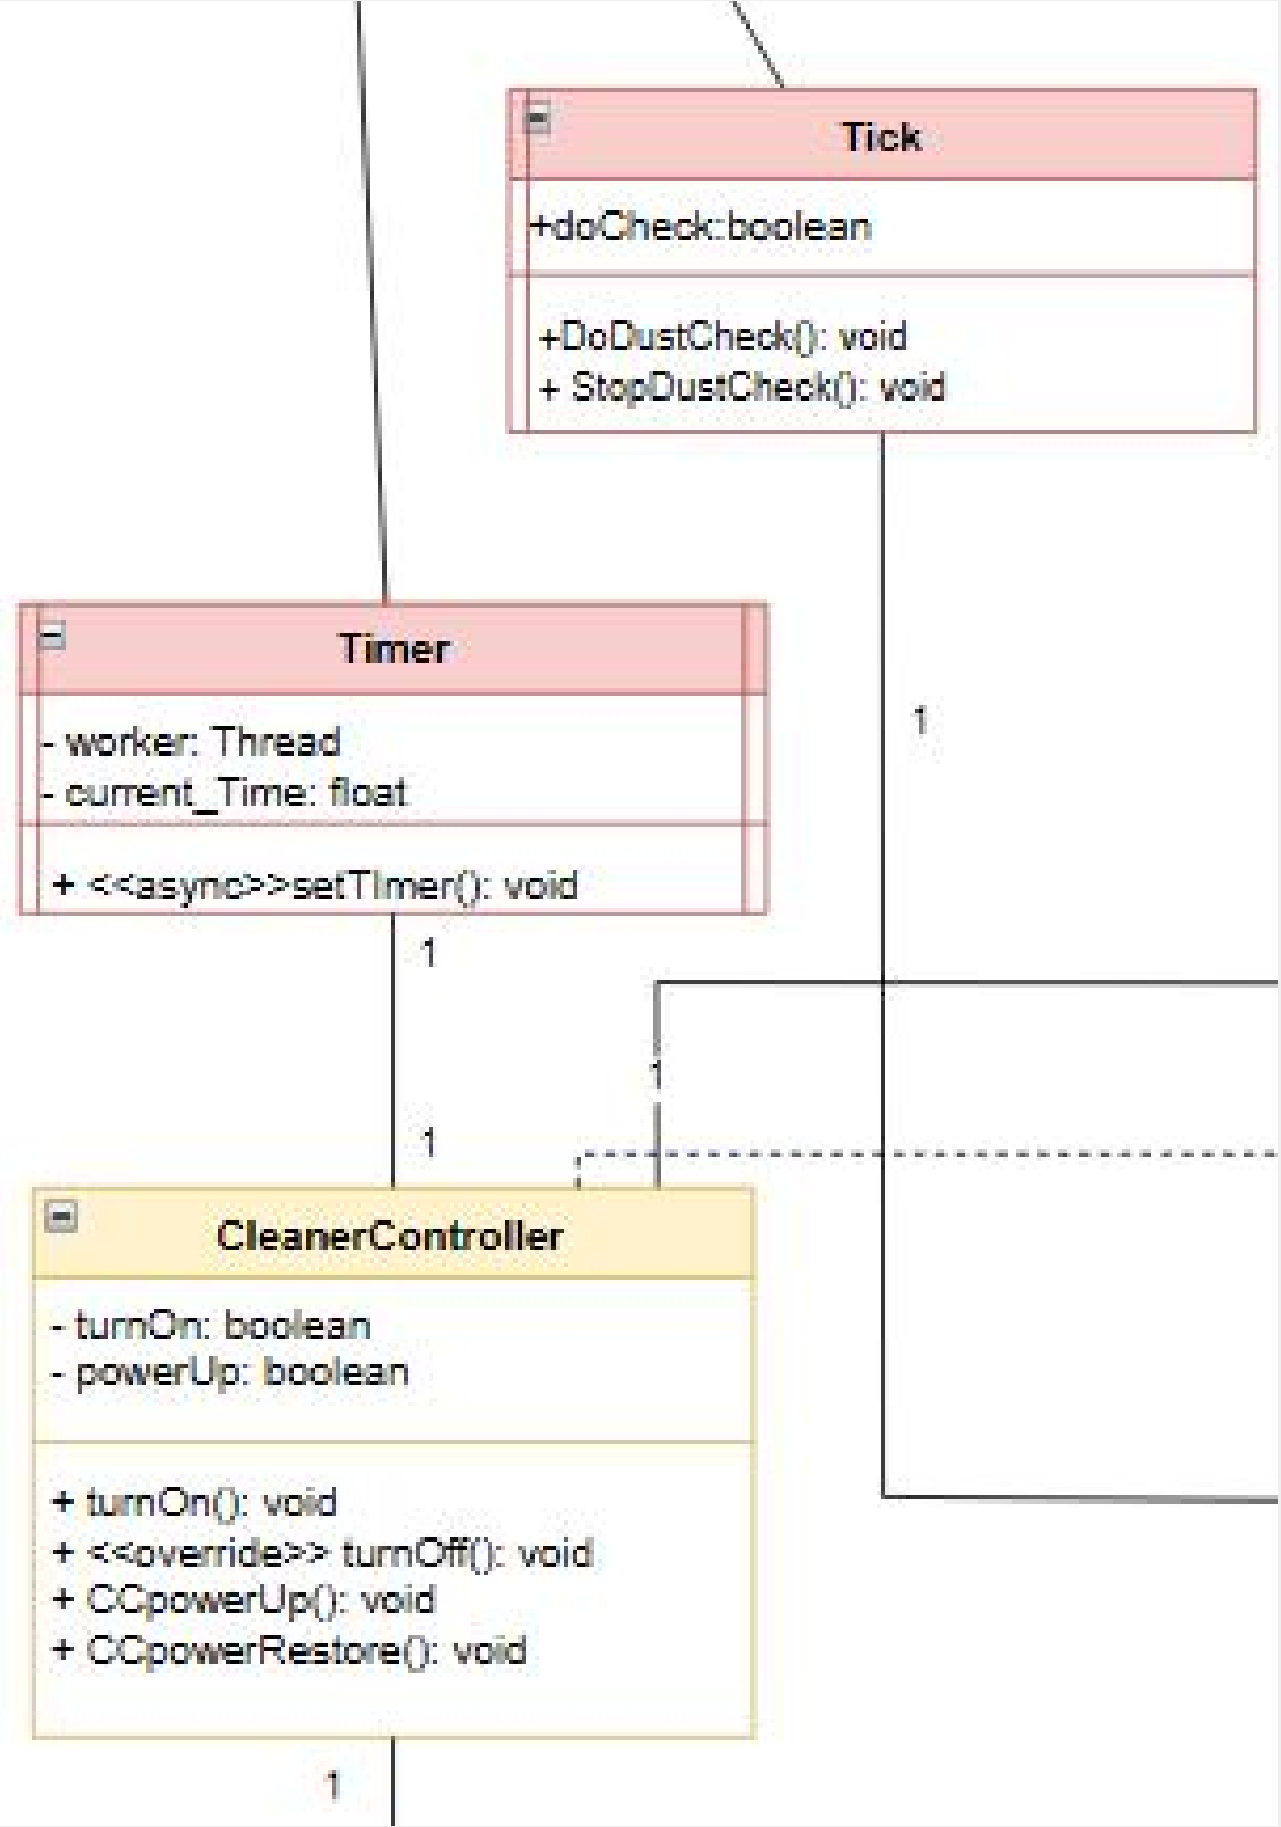 Tick
+doCheck:boolean
+DoDustCheck(): void
+ StopDustCheck(): void
1
Timer
- worker: Thread
- current_Time: float
+ <<async>>setTImer(): void
1
1
1
CleanerController
- turnOn: boolean
- powerUp: boolean
+ turnOn(): void
+ <<override>> turnOff(): void
+ CCpowerUp(): void
+ CCpowerRestore(): void
1